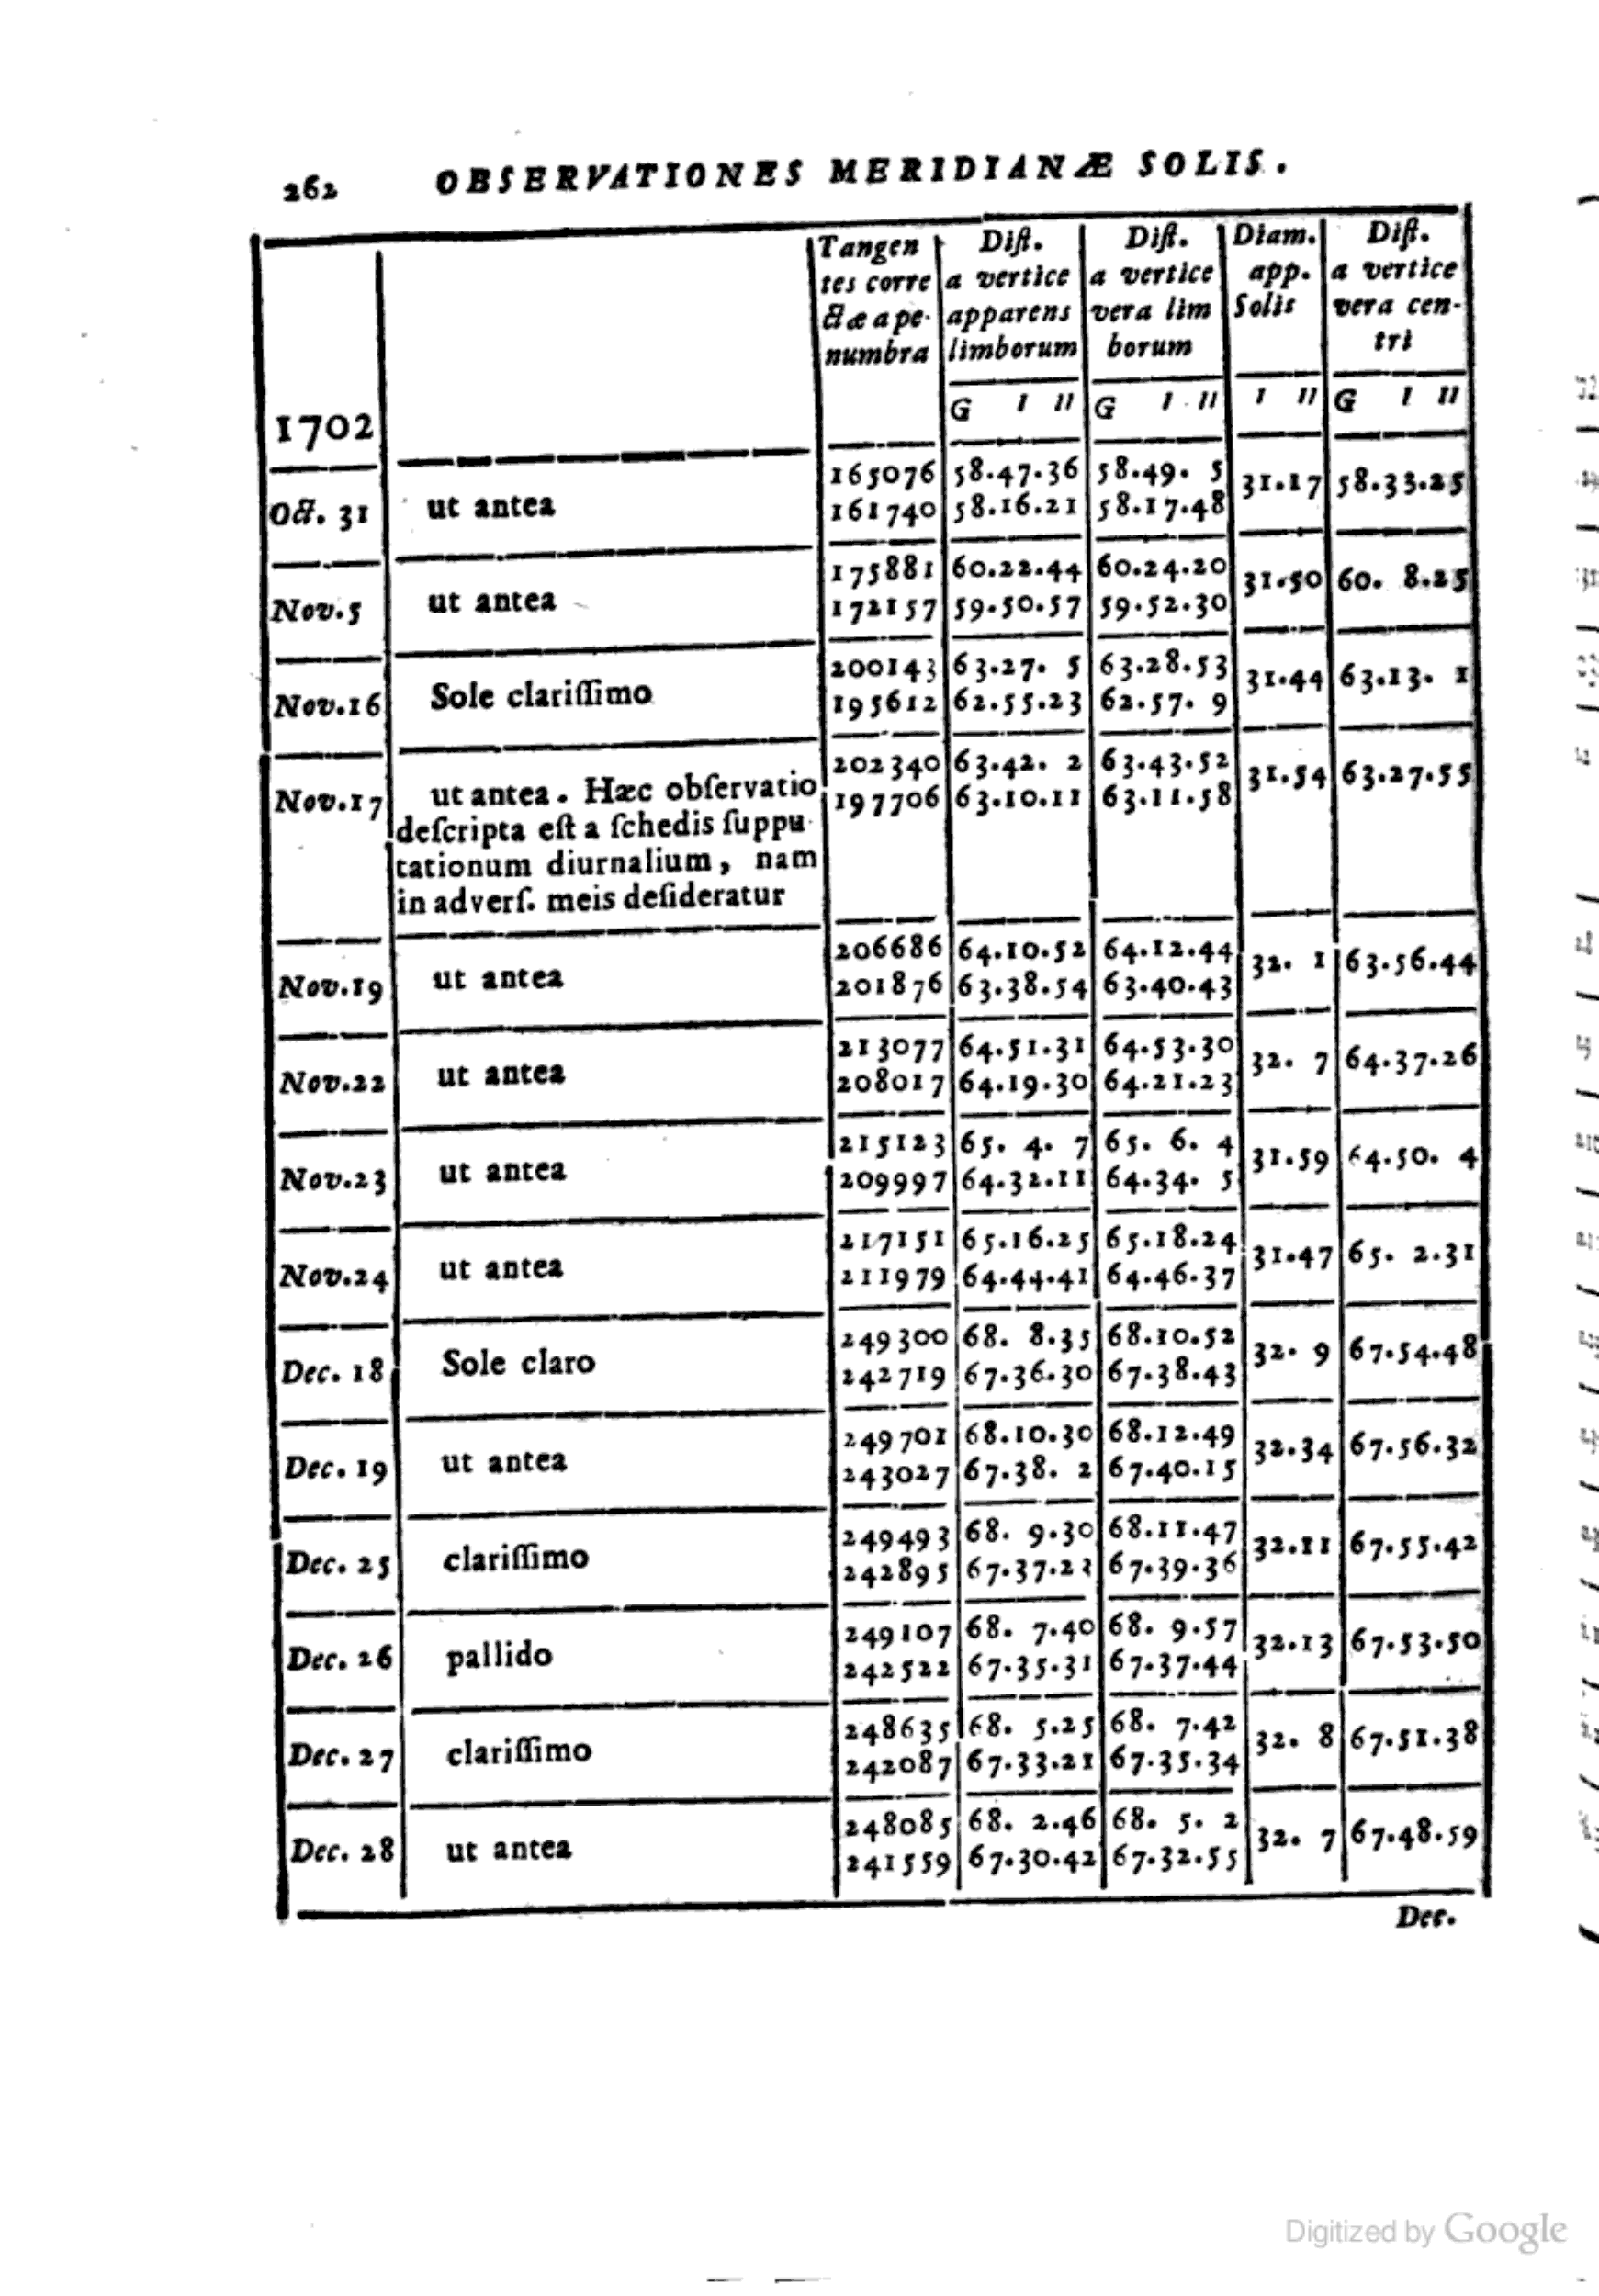 262 OBSERVATIONES MERIDIANÆ SOLIS.
Tangen Diſt. Diſt. Diam. Diſt.
tes corre a vertice a vertice app. a vertice
ctæ a pe- apparens vera lim Solis vera cen-
numbra limborum borum tri
G I II G I II I II G I II
1702
165076 58.47.36 58.49. 5
Oct. 31 ut antea 31.17 58.33.25
161740 58.16.21 58.17.48
175881 60.22.44 60.24.20
Nov.5 ut antea 31.50 60. 8.25
172157 59.50.57 59.52.30
200143 63.27. 5 63.28.53
Nov.16 Sole clariſſimo 31.44 63.13. 1
195612 62.55.23 62.57. 9
202340 63.42. 2 63.43.52
Nov.17 ut antea. Hæc obſervatio 31.54 63.27.55
197706 63.10.11 63.11.58
deſcripta eſt a ſchedis ſuppu-
tationum diurnalium, nam
in adverſ. meis deſideratur
206686 64.10.52 64.12.44
Nov.19 ut antea 32. 1 63.56.44
201876 63.38.54 63.40.43
213077 64.51.31 64.53.30
Nov.22 ut antea 32. 7 64.37.26
208017 64.19.30 64.21.23
215123 65. 4. 7 65. 6. 4
Nov.23 ut antea 31.59 64.50. 4
209997 64.32.11 64.34. 5
217151 65.16.25 65.18.24
Nov.24 ut antea 31.47 65. 2.31
211979 64.44.41 64.46.37
249300 68. 8.35 68.10.52
Dec. 18 Sole claro 32. 9 67.54.48
242719 67.36.30 67.38.43
249701 68.10.30 68.12.49
Dec. 19 ut antea 32.34 67.56.32
243027 67.38. 2 67.40.15
249493 68. 9.30 68.11.47
Dec. 25 clariſſimo 32.11 67.55.42
242895 67.37.23 67.39.36
249107 68. 7.40 68. 9.57
Dec. 26 pallido 32.13 67.53.50
242522 67.35.31 67.37.44
248635 68. 5.25 68. 7.42
Dec. 27 clariſſimo 32. 8 67.51.38
242087 67.33.21 67.35.34
248085 68. 2.46 68. 5. 2
Dec. 28 ut antea 32. 7 67.48.59
241559 67.30.42 67.32.55
Dec.
Digitized by Google